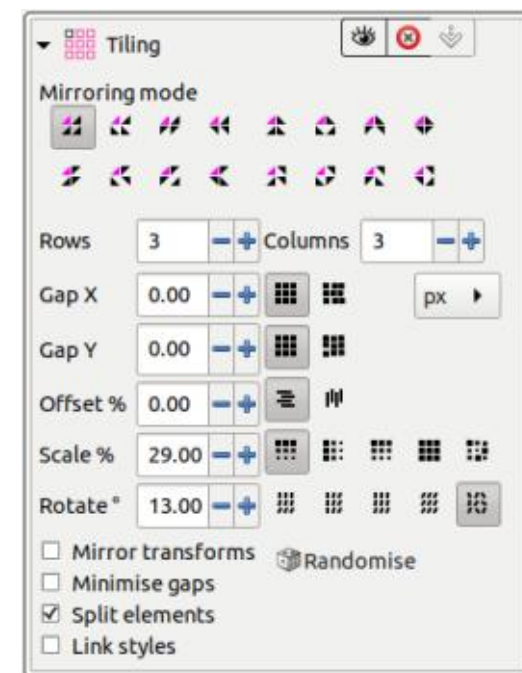 Tiling
Mirroring mode
Rows 3 Columns 3
Gap X 0.00 px
Gap Y 0.00
Offset % 0.00
Scale % 29.00
Rotate ° 13.00
Mirror transforms Randomise
Minimise gaps
Split elements
Link styles